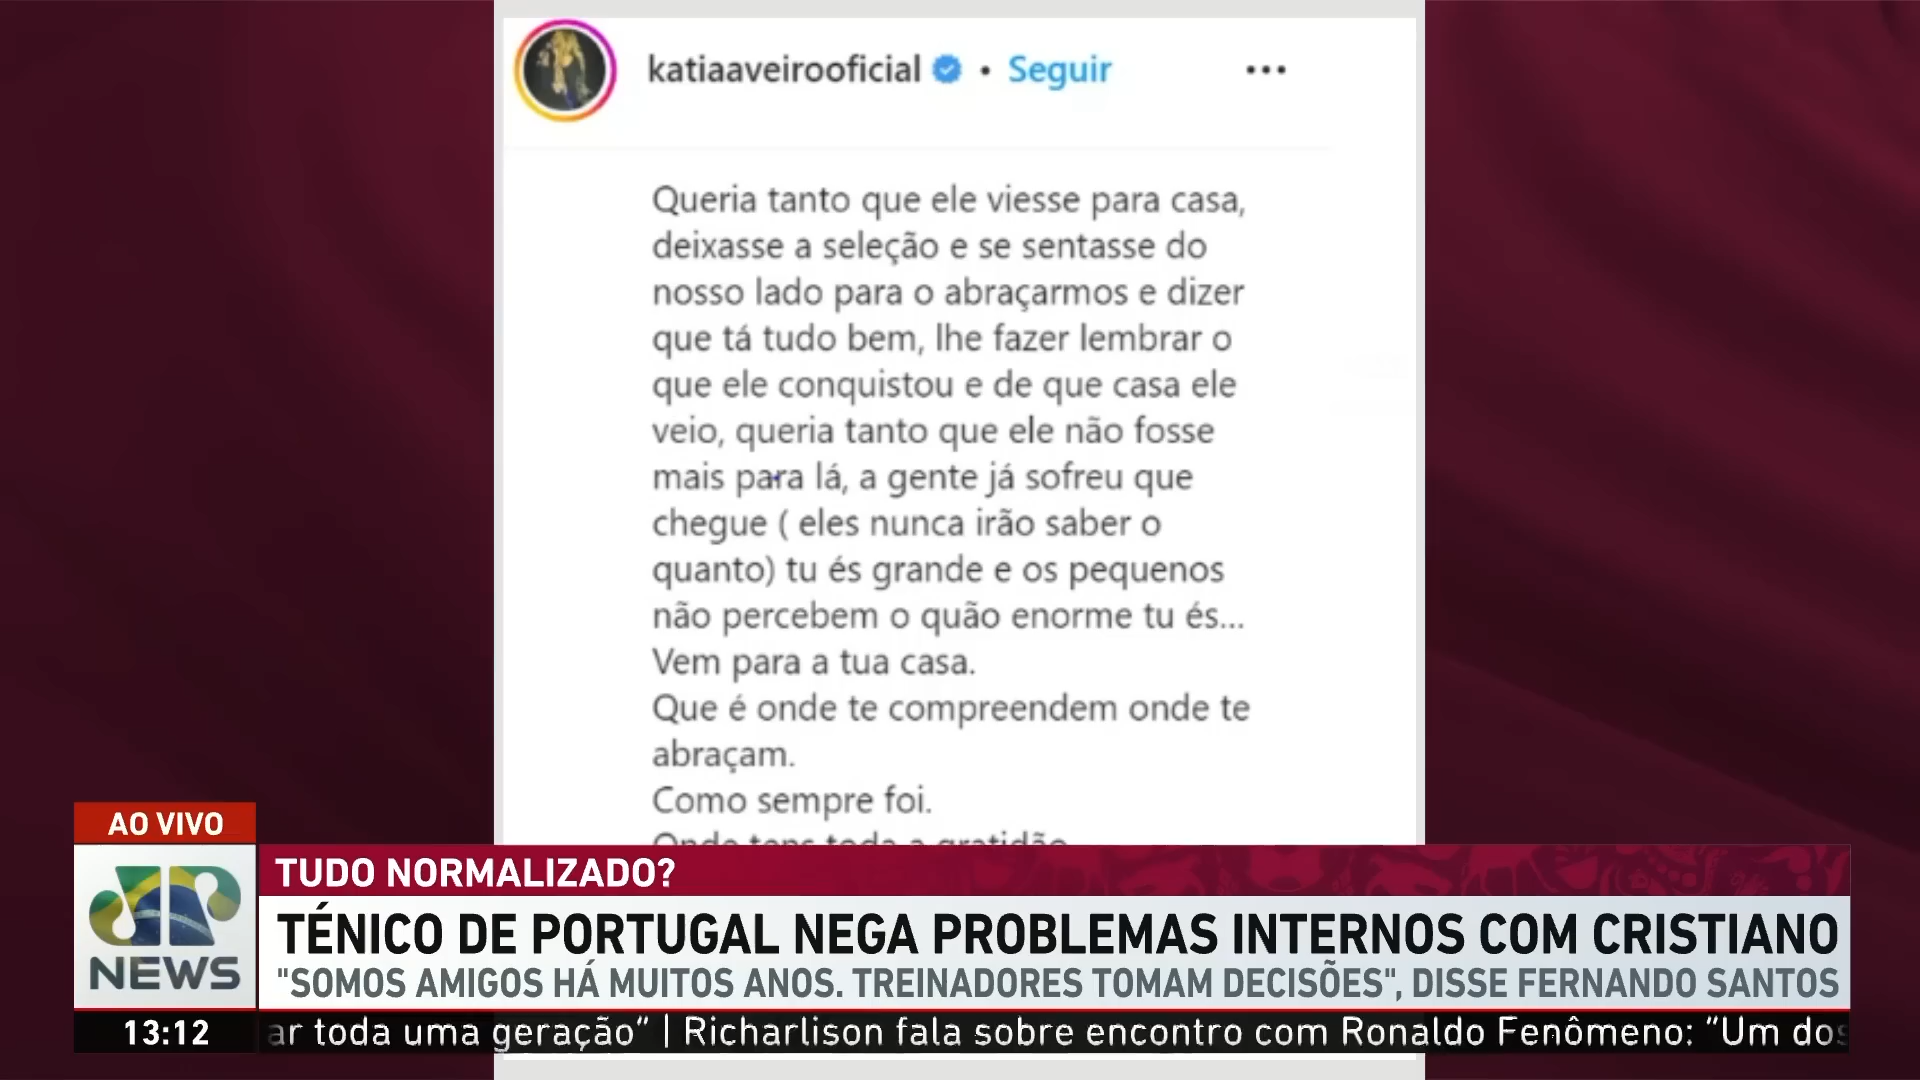 katiaaveirooficial • Seguir ...
Queria tanto que ele viesse para casa,
deixasse a seleção e se sentasse do
nosso lado para o abraçarmos e dizer
que tá tudo bem, lhe fazer lembrar o
que ele conquistou e de que casa ele
veio, queria tanto que ele não fosse
mais para lá, a gente já sofreu que
chegue ( eles nunca irão saber o
quanto) tu és grande e os pequenos
não percebem o quão enorme tu és...
Vem para a tua casa.
Que é onde te compreendem onde te
abraçam.
Como sempre foi.
Onde tens toda a gratidão
AO VIVO
JP
NEWS
TUDO NORMALIZADO?
TÉNICO DE PORTUGAL NEGA PROBLEMAS INTERNOS COM CRISTIANO
"SOMOS AMIGOS HÁ MUITOS ANOS. TREINADORES TOMAM DECISÕES", DISSE FERNANDO SANTOS
13:12
ar toda uma geração” | Richarlison fala sobre encontro com Ronaldo Fenômeno: “Um dos